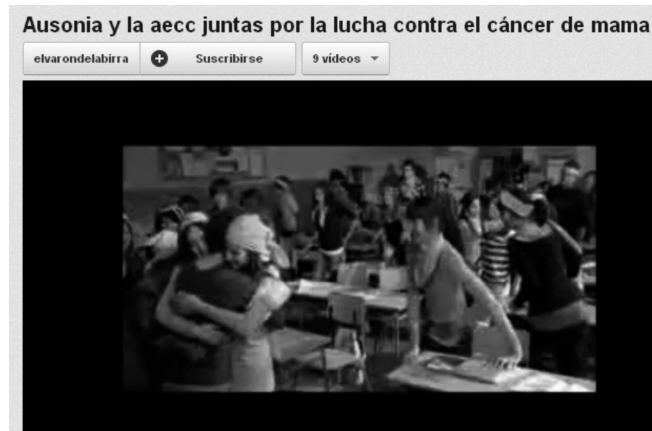 Ausonia y la aecc juntas por la lucha contra el cáncer de mama
elvarondelabirra Suscribirse 9 vídeos